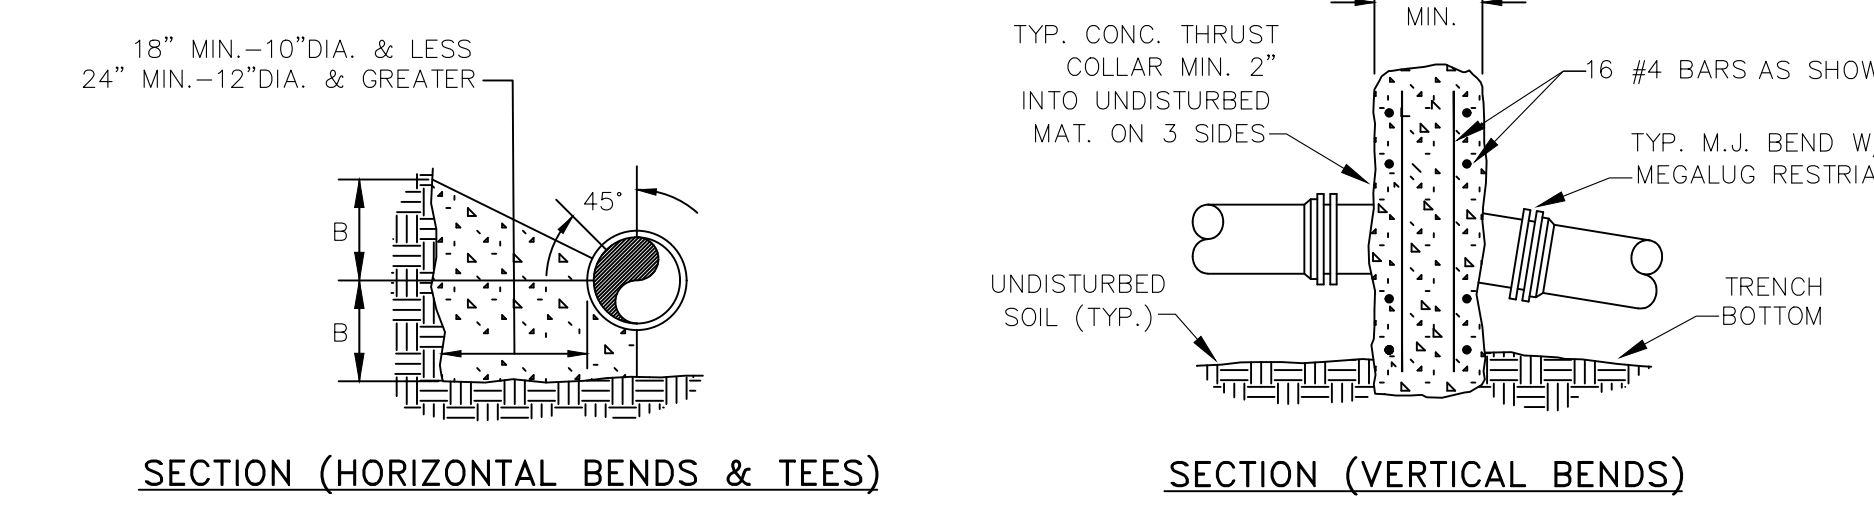 18” MIN.–10”DIA. & LESS
24” MIN.–12”DIA. & GREATER
45°
B
B
SECTION (HORIZONTAL BENDS & TEES)
MIN.
TYP. CONC. THRUST
COLLAR MIN. 2”
INTO UNDISTURBED
MAT. ON 3 SIDES
16 #4 BARS AS SHOW
TYP. M.J. BEND W/
MEGALUG RESTRIA
UNDISTURBED
SOIL (TYP.)
TRENCH
BOTTOM
SECTION (VERTICAL BENDS)